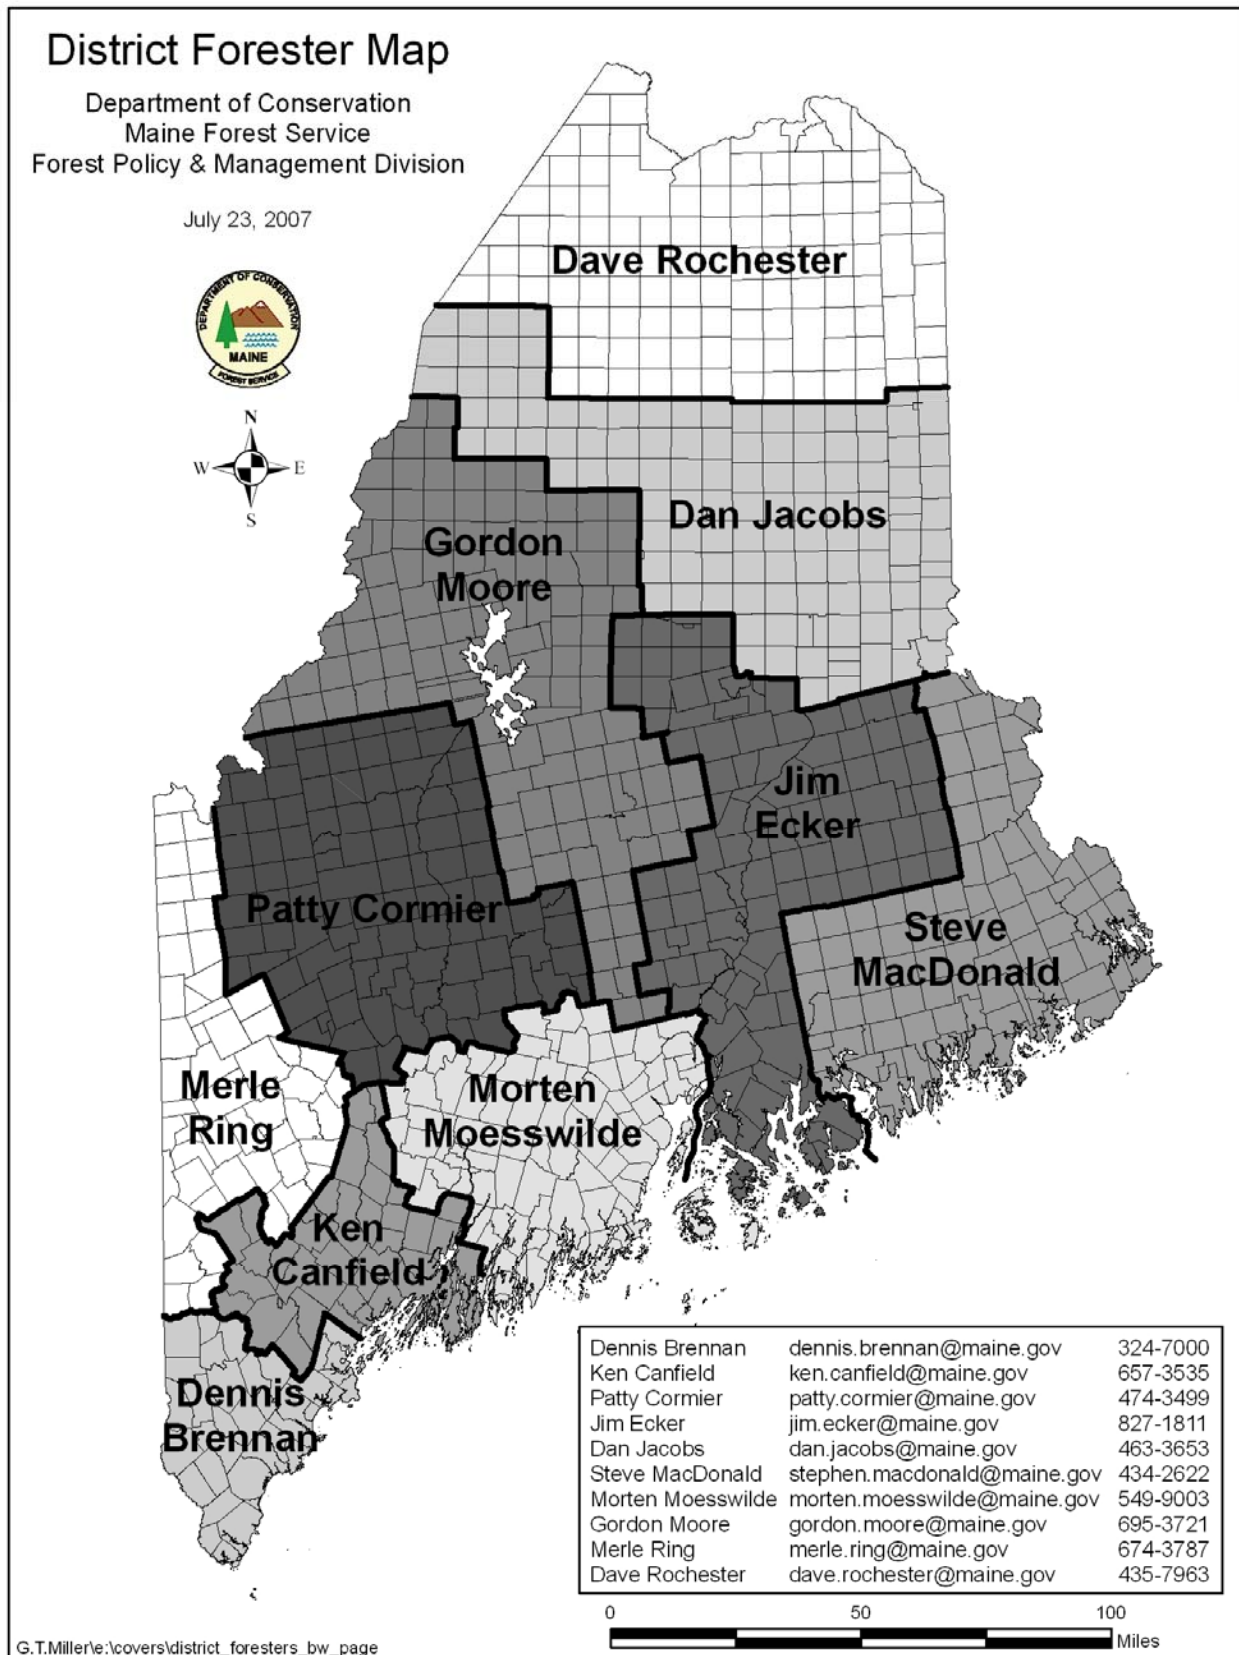 District Forester Map
Department of Conservation
Maine Forest Service
Forest Policy & Management Division
July 23, 2007
DEPARTMENT OF CONSERVATION
MAINE
FOREST SERVICE
N
W E
S
Dave Rochester
Dan Jacobs
Gordon
Moore
Jim
Ecker
Patty Cormier
Steve
MacDonald
Merle
Ring
Morten
Moesswilde
Ken
Canfield
Dennis
Brennan
Dennis Brennan dennis.brennan@maine.gov 324-7000
Ken Canfield ken.canfield@maine.gov 657-3535
Patty Cormier patty.cormier@maine.gov 474-3499
Jim Ecker jim.ecker@maine.gov 827-1811
Dan Jacobs dan.jacobs@maine.gov 463-3653
Steve MacDonald stephen.macdonald@maine.gov 434-2622
Morten Moesswilde morten.moesswilde@maine.gov 549-9003
Gordon Moore gordon.moore@maine.gov 695-3721
Merle Ring merle.ring@maine.gov 674-3787
Dave Rochester dave.rochester@maine.gov 435-7963
0 50 100
Miles
G.T.Miller\e:\covers\district_foresters_bw_page